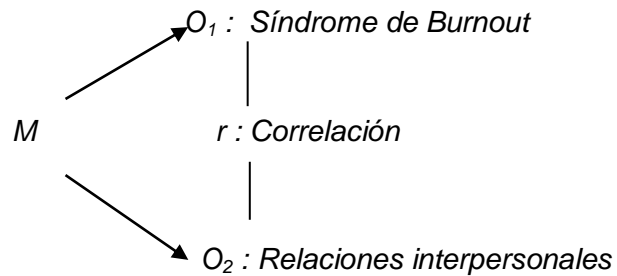 O₁ : Síndrome de Burnout
M r : Correlación
O₂ : Relaciones interpersonales